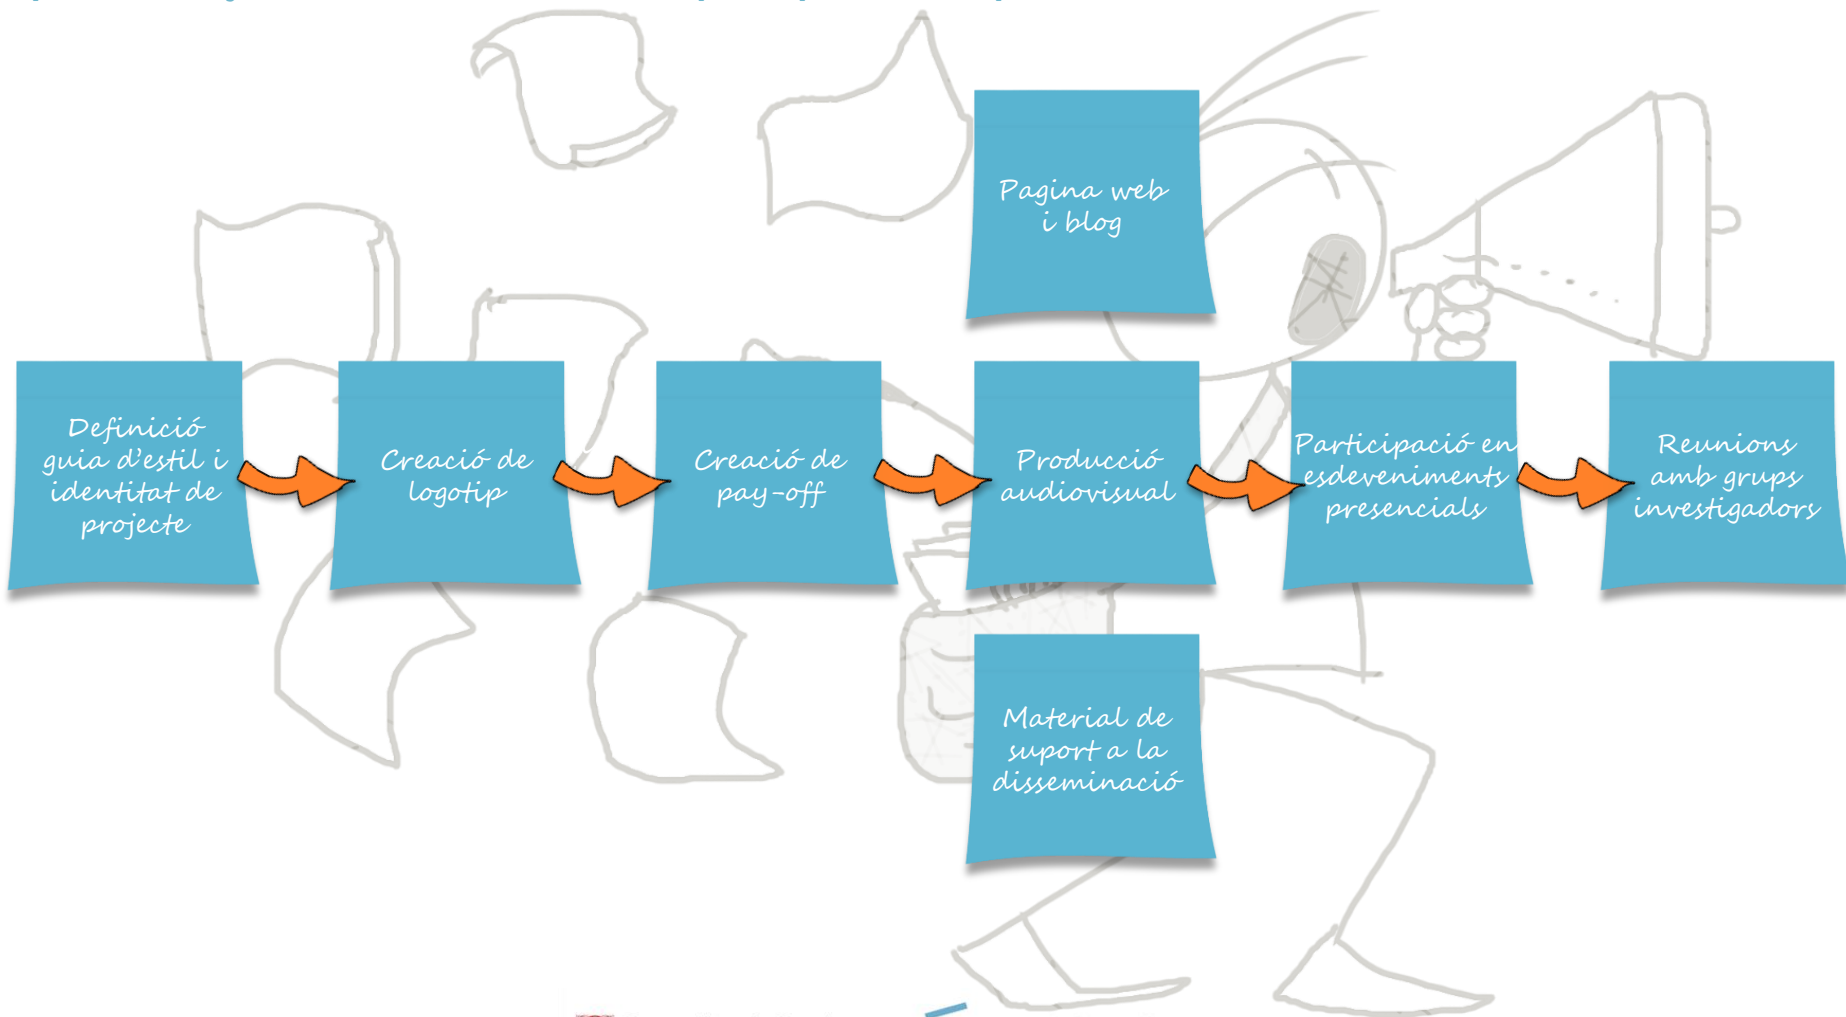 Pagina web
i blog
Definició
guia d'estil i
identitat de
projecte
Creació de
logotip
Creació de
pay-off
Producció
audiovisual
Participació en
esdeveniments
presencials
Reunions
amb grups
investigadors
Material de
suport a la
disseminació